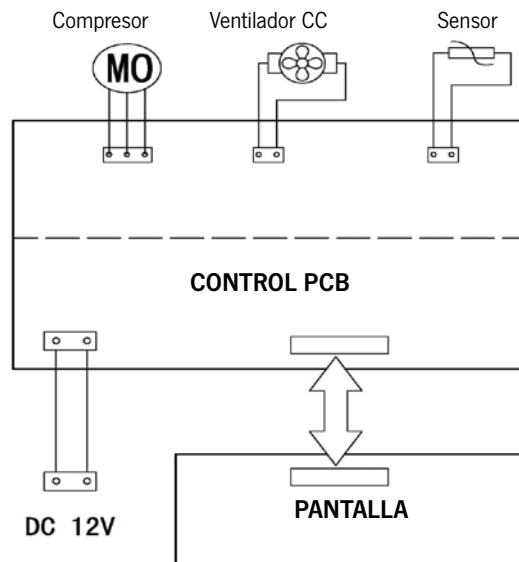 Compresor
Ventilador CC
Sensor
MO
CONTROL PCB
PANTALLA
DC 12V